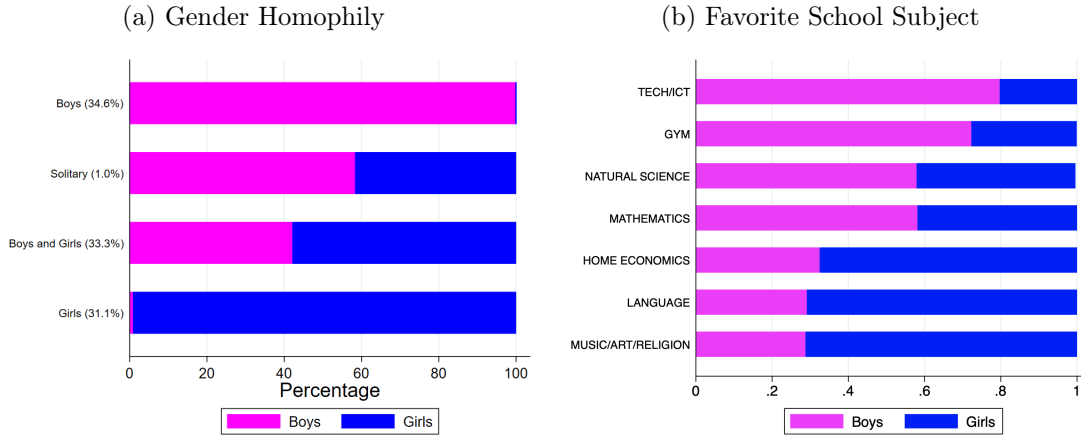 (a) Gender Homophily
Boys (34.6%)
Solitary (1.0%)
Boys and Girls (33.3%)
Girls (31.1%)
0 20 40 60 80 100
Percentage
Boys Girls
(b) Favorite School Subject
TECH/ICT
GYM
NATURAL SCIENCE
MATHEMATICS
HOME ECONOMICS
LANGUAGE
MUSIC/ART/RELIGION
0 .2 .4 .6 .8 1
Boys Girls